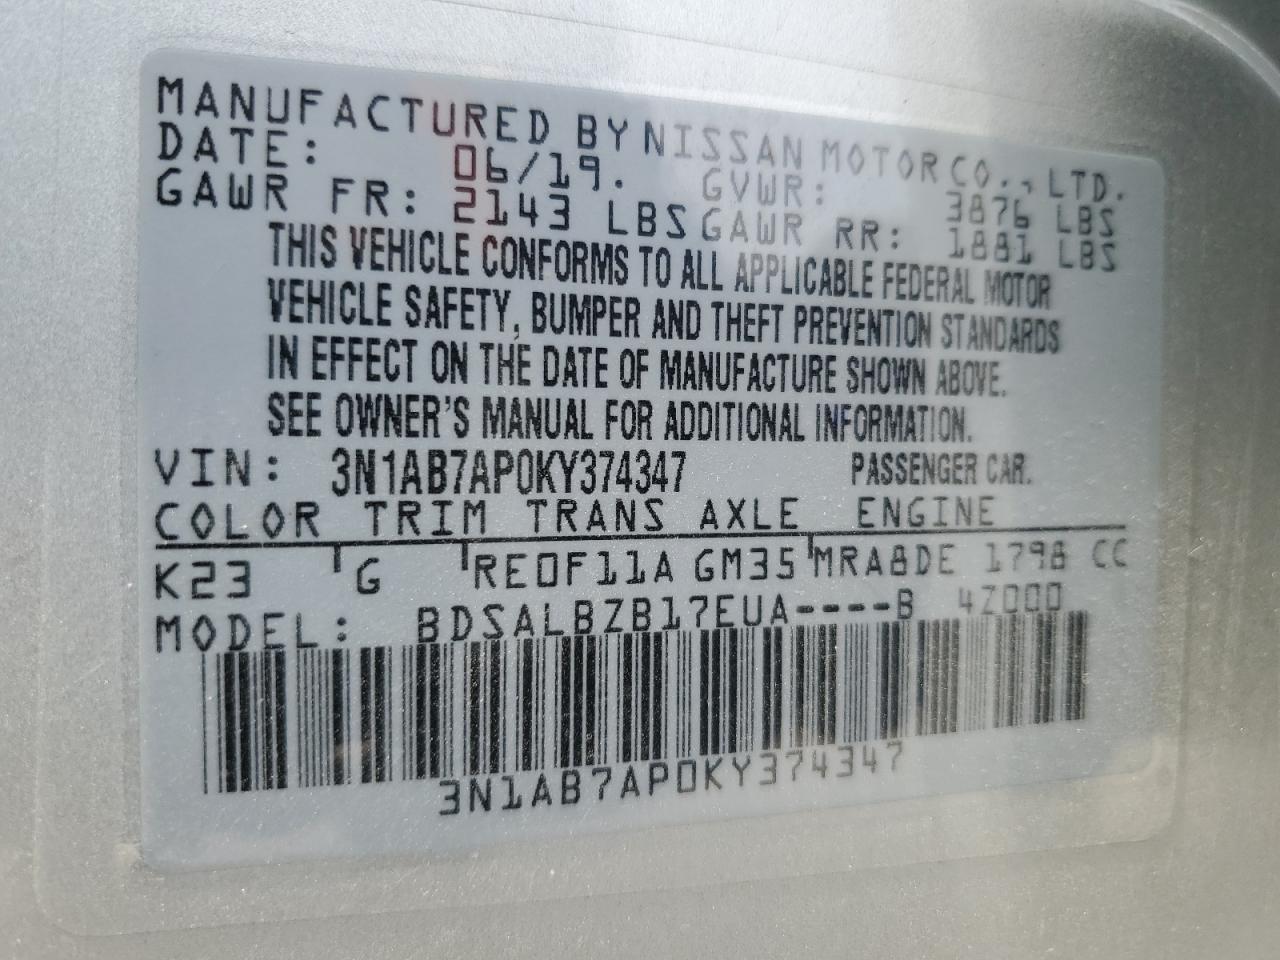 MANUFACTURED BY NISSAN MOTOR CO., LTD.
DATE: 06/19. GVWR: 3876 LBS
GAWR FR: 2143 LBS GAWR RR: 1881 LBS
THIS VEHICLE CONFORMS TO ALL APPLICABLE FEDERAL MOTOR
VEHICLE SAFETY, BUMPER AND THEFT PREVENTION STANDARDS
IN EFFECT ON THE DATE OF MANUFACTURE SHOWN ABOVE.
SEE OWNER'S MANUAL FOR ADDITIONAL INFORMATION.
VIN: 3N1AB7AP0KY374347 PASSENGER CAR.
COLOR TRIM TRANS AXLE ENGINE
K23 G RE0F11A GM35 MRA8DE 1798 CC
MODEL: BDSALBZB17EUA----B 4Z000
3N1AB7AP0KY374347